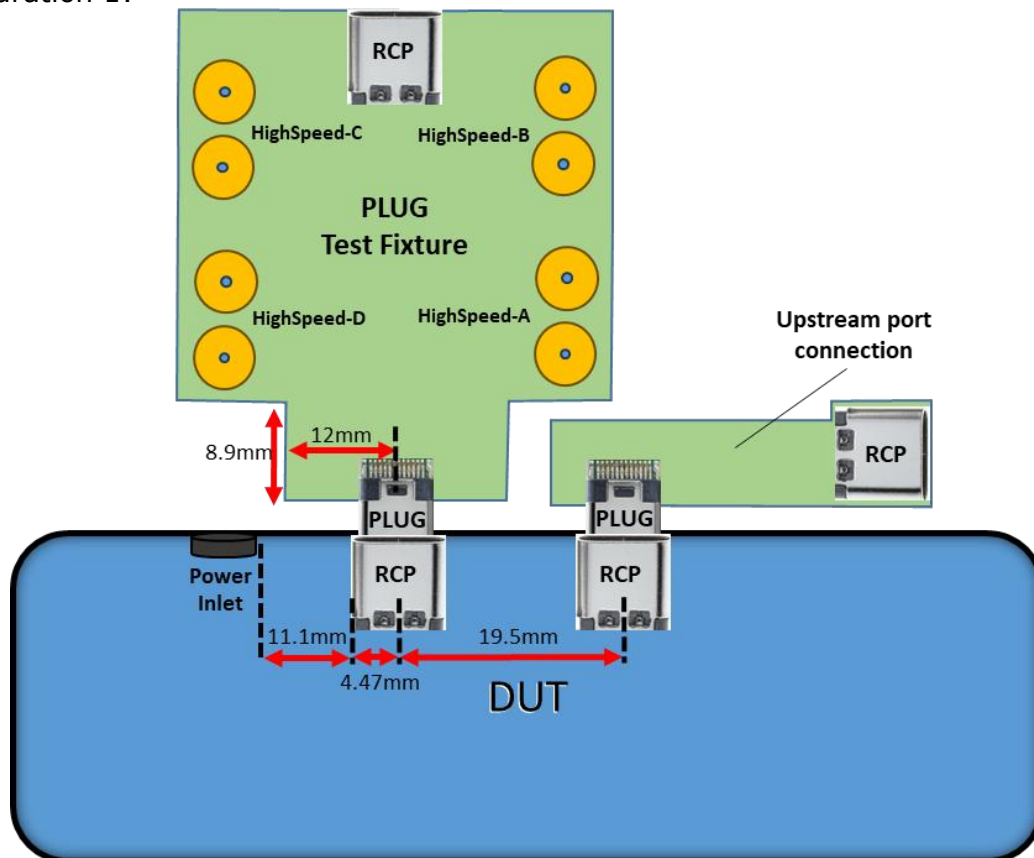 RCP
HighSpeed-C
HighSpeed-B
PLUG
Test Fixture
HighSpeed-D
HighSpeed-A
Upstream port
connection
12mm
8.9mm
RCP
PLUG
PLUG
RCP
RCP
Power
Inlet
11.1mm
19.5mm
4.47mm
DUT